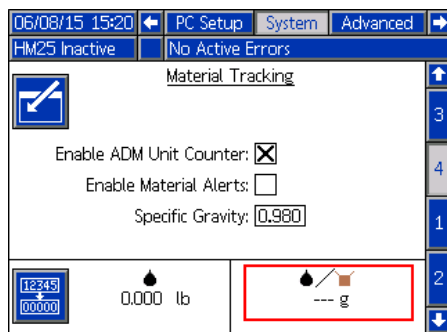 06/08/15 15:20 PC Setup System Advanced
HM25 Inactive No Active Errors
Material Tracking
3
Enable ADM Unit Counter:
4
Enable Material Alerts:
Specific Gravity: 0.980
1
2
12345
00000
0.000 lb
--- g